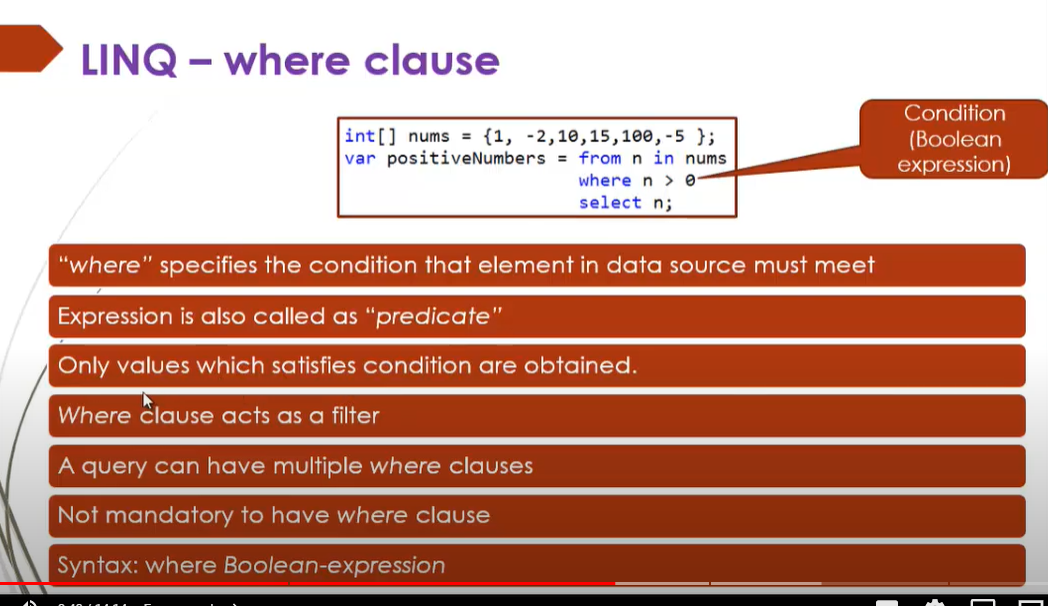 LINQ – where clause
int[] nums = {1, -2,10,15,100,-5 };
var positiveNumbers = from n in nums
where n > 0
select n;
Condition
(Boolean
expression)
“where” specifies the condition that element in data source must meet
Expression is also called as “predicate”
Only values which satisfies condition are obtained.
Where clause acts as a filter
A query can have multiple where clauses
Not mandatory to have where clause
Syntax: where Boolean-expression